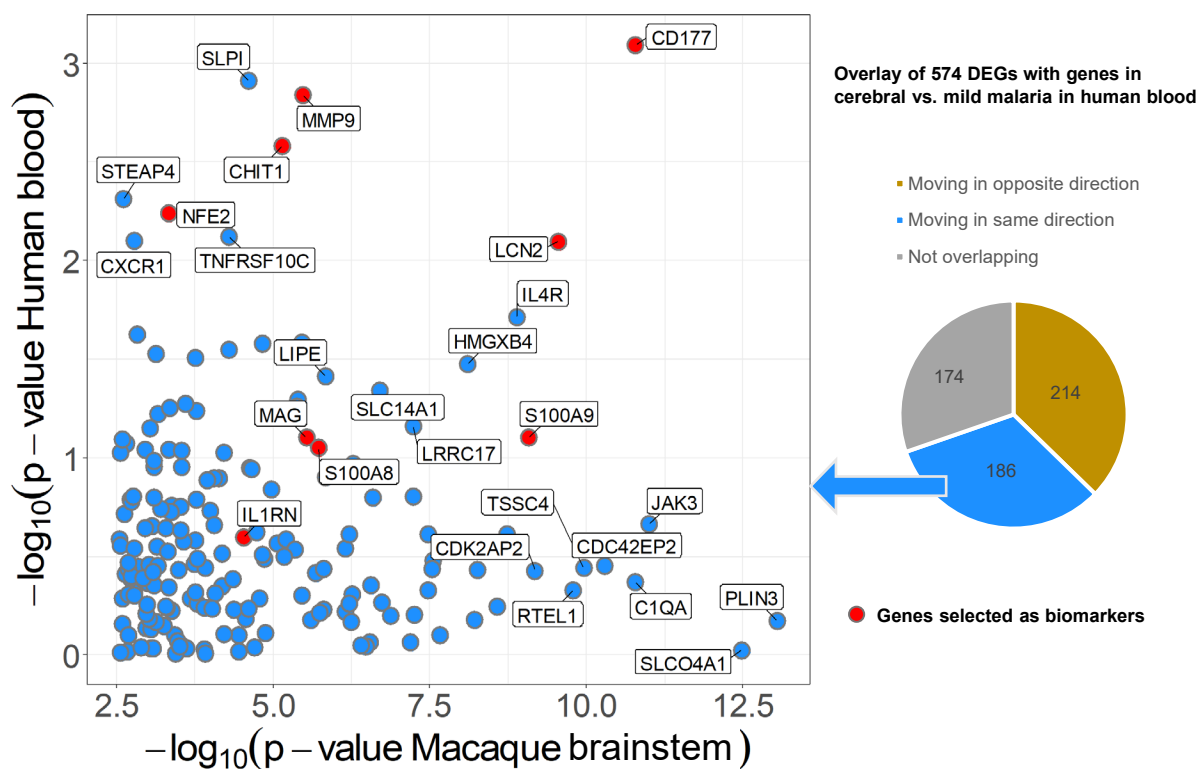 3
2
1
0
2.5
5.0
7.5
10.0
12.5
−log10(p−value Human blood)
−log10(p−value Macaque brainstem)
CD177
SLPI
MMP9
CHIT1
STEAP4
NFE2
CXCR1
TNFRSF10C
LCN2
IL4R
HMGXB4
LIPE
SLC14A1
MAG
S100A9
LRRC17
S100A8
TSSC4
JAK3
IL1RN
CDK2AP2
CDC42EP2
RTEL1
C1QA
PLIN3
SLCO4A1
Overlay of 574 DEGs with genes in
cerebral vs. mild malaria in human blood
Moving in opposite direction
Moving in same direction
Not overlapping
174
214
186
Genes selected as biomarkers